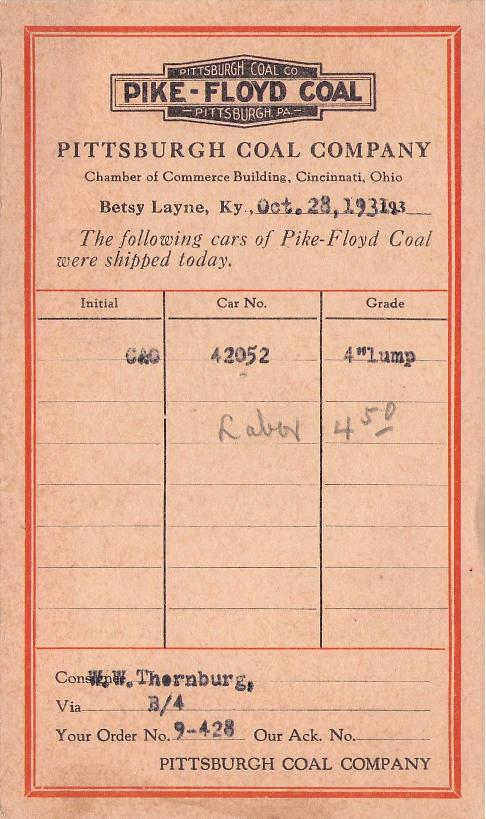 PITTSBURGH COAL CO
PIKE-FLOYD COAL
PITTSBURGH, PA.
PITTSBURGH COAL COMPANY
Chamber of Commerce Building, Cincinnati, Ohio
Betsy Layne, Ky., Oct. 28, 1931 193
The following cars of Pike-Floyd Coal
were shipped today.
Initial Car No. Grade
C&O 42052 4"lump
Labor 4 50
Consignee W.W. Thornburg,
Via B/4
Your Order No. 9-428 Our Ack. No.
PITTSBURGH COAL COMPANY